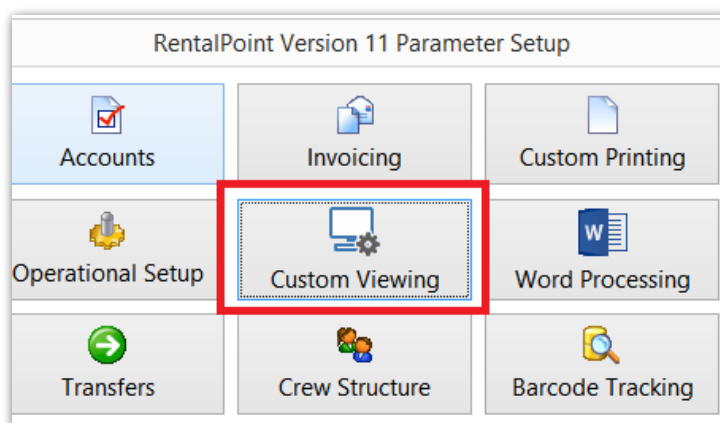 RentalPoint Version 11 Parameter Setup
Accounts
Invoicing
Custom Printing
W
Operational Setup
Custom Viewing
Word Processing
Transfers
Crew Structure
Barcode Tracking